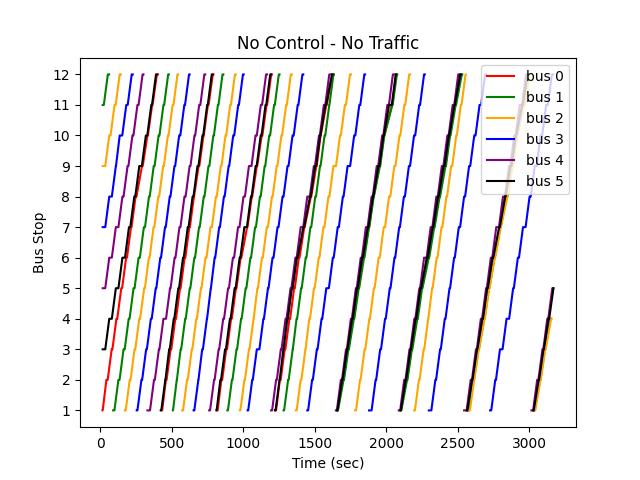 No Control - No Traffic
Bus Stop
12
11
10
9
8
7
6
5
4
3
2
1
bus 0
bus 1
bus 2
bus 3
bus 4
bus 5
0 500 1000 1500 2000 2500 3000
Time (sec)